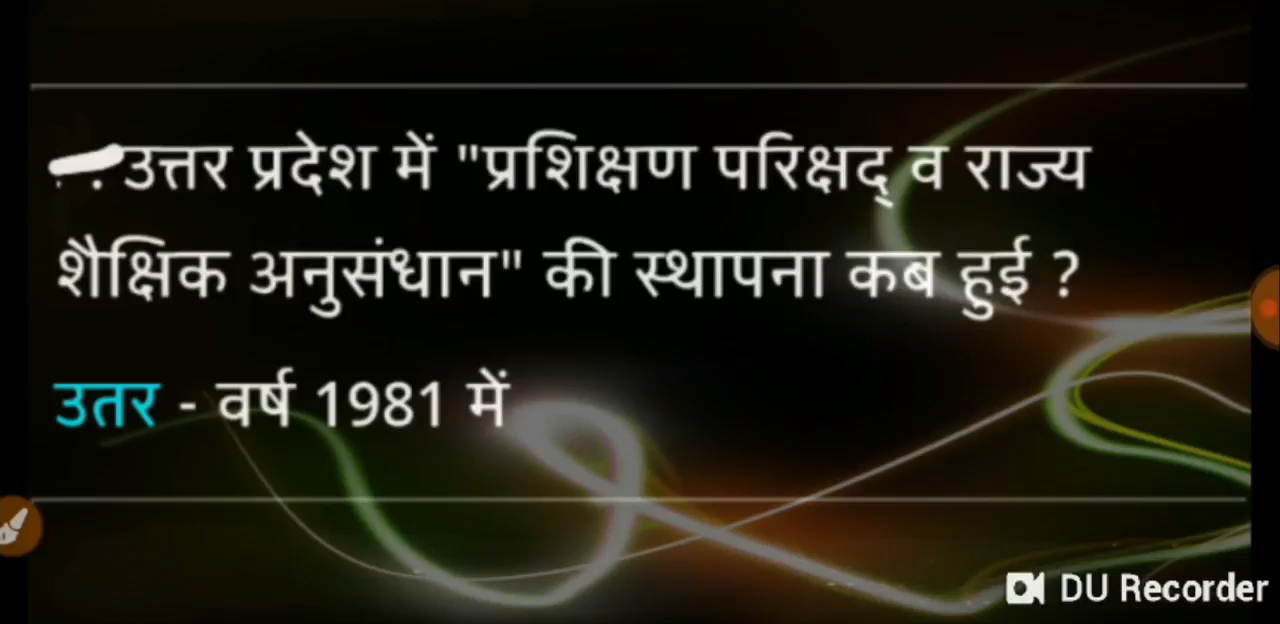 उत्तर प्रदेश में "प्रशिक्षण परिक्षद् व राज्य
शैक्षिक अनुसंधान" की स्थापना कब हुई ?
उतर - वर्ष 1981 में
DU Recorder